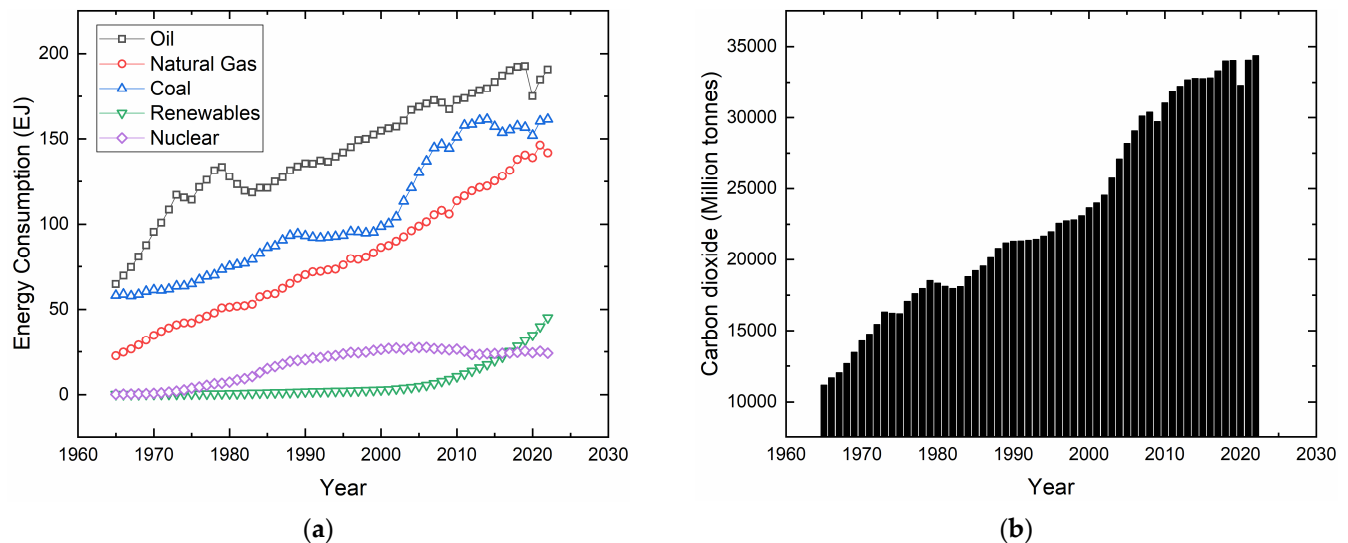 Oil
Natural Gas
Coal
Renewables
Nuclear
200
150
100
50
0
Energy Consumption (EJ)
1960 1970 1980 1990 2000 2010 2020 2030
Year
(a)
35000
30000
25000
20000
15000
10000
Carbon dioxide (Million tonnes)
1960 1970 1980 1990 2000 2010 2020 2030
Year
(b)